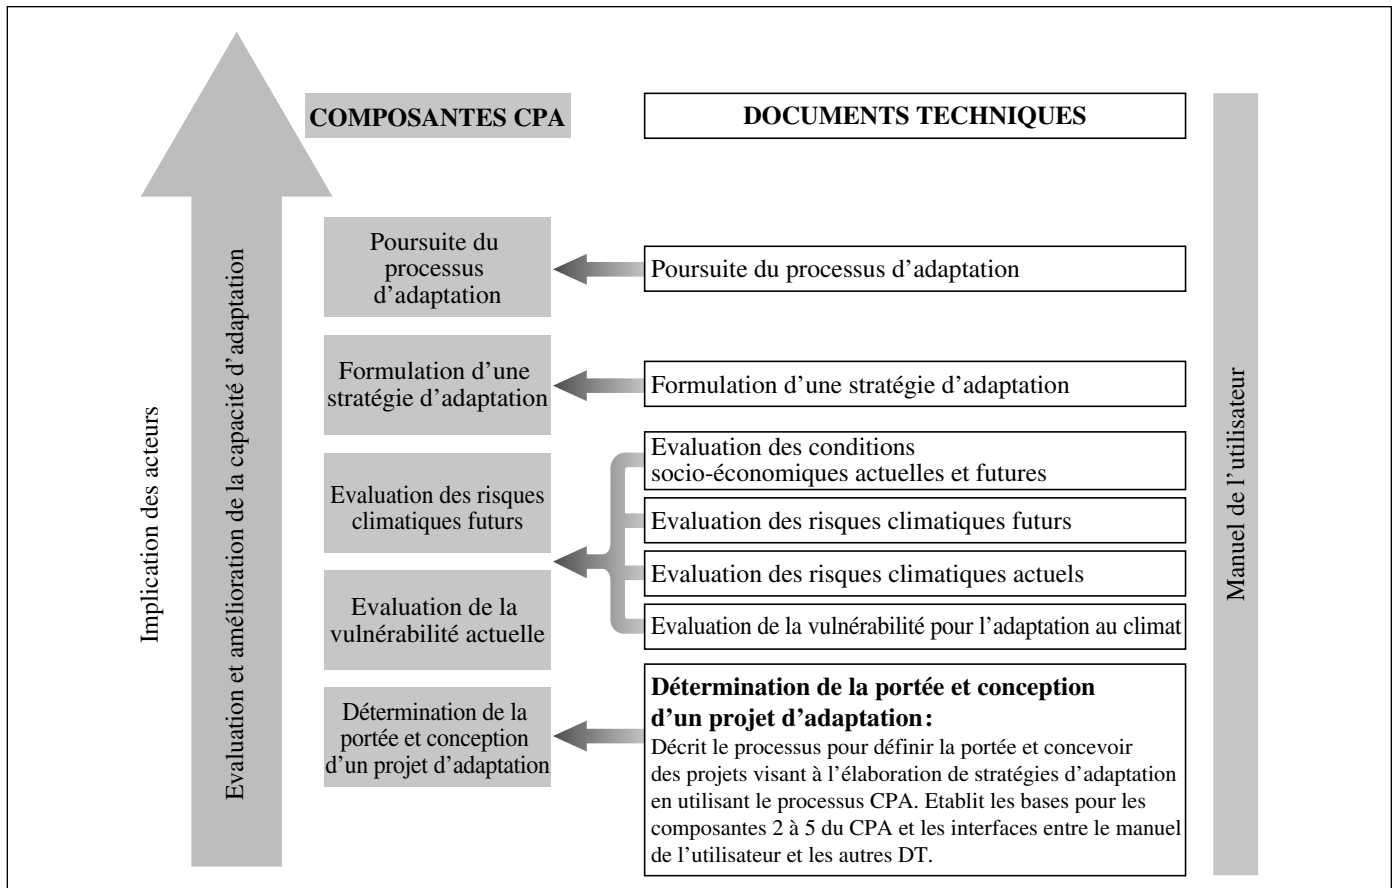 COMPOSANTES CPA
DOCUMENTS TECHNIQUES
Implication des acteurs
Evaluation et amélioration de la capacité d’adaptation
Poursuite du
processus
d’adaptation
Poursuite du processus d’adaptation
Formulation d’une
stratégie d’adaptation
Formulation d’une stratégie d’adaptation
Evaluation des risques
climatiques futurs
Evaluation de la
vulnérabilité actuelle
Evaluation des conditions
socio-économiques actuelles et futures
Evaluation des risques climatiques futurs
Evaluation des risques climatiques actuels
Evaluation de la vulnérabilité pour l’adaptation au climat
Détermination de la
portée et conception
d’un projet d’adaptation
Détermination de la portée et conception
d’un projet d’adaptation:
Décrit le processus pour définir la portée et concevoir
des projets visant à l’élaboration de stratégies d’adaptation
en utilisant le processus CPA. Etablit les bases pour les
composantes 2 à 5 du CPA et les interfaces entre le manuel
de l’utilisateur et les autres DT.
Manuel de l’utilisateur